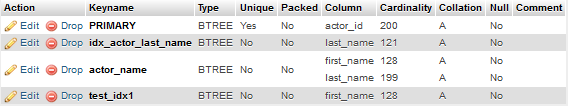 Action Keyname Type Unique Packed Column Cardinality Collation Null Comment
Edit Drop PRIMARY BTREE Yes No actor_id 200 A No
Edit Drop idx_actor_last_name BTREE No No last_name 121 A No
Edit Drop actor_name BTREE No No first_name 128 A No
last_name 199 A No
Edit Drop test_idx1 BTREE No No first_name 128 A No